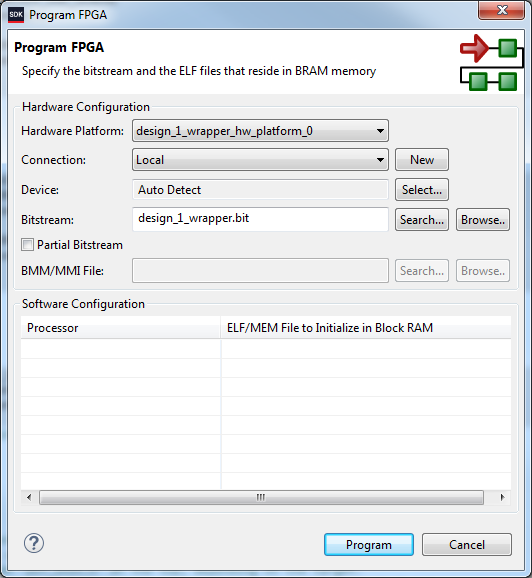 SDK Program FPGA
Program FPGA
Specify the bitstream and the ELF files that reside in BRAM memory
Hardware Configuration
Hardware Platform: design_1_wrapper_hw_platform_0
Connection: Local New
Device: Auto Detect Select...
Bitstream: design_1_wrapper.bit Search... Browse..
Partial Bitstream
BMM/MMI File: Search... Browse..
Software Configuration
Processor ELF/MEM File to Initialize in Block RAM
? Program Cancel